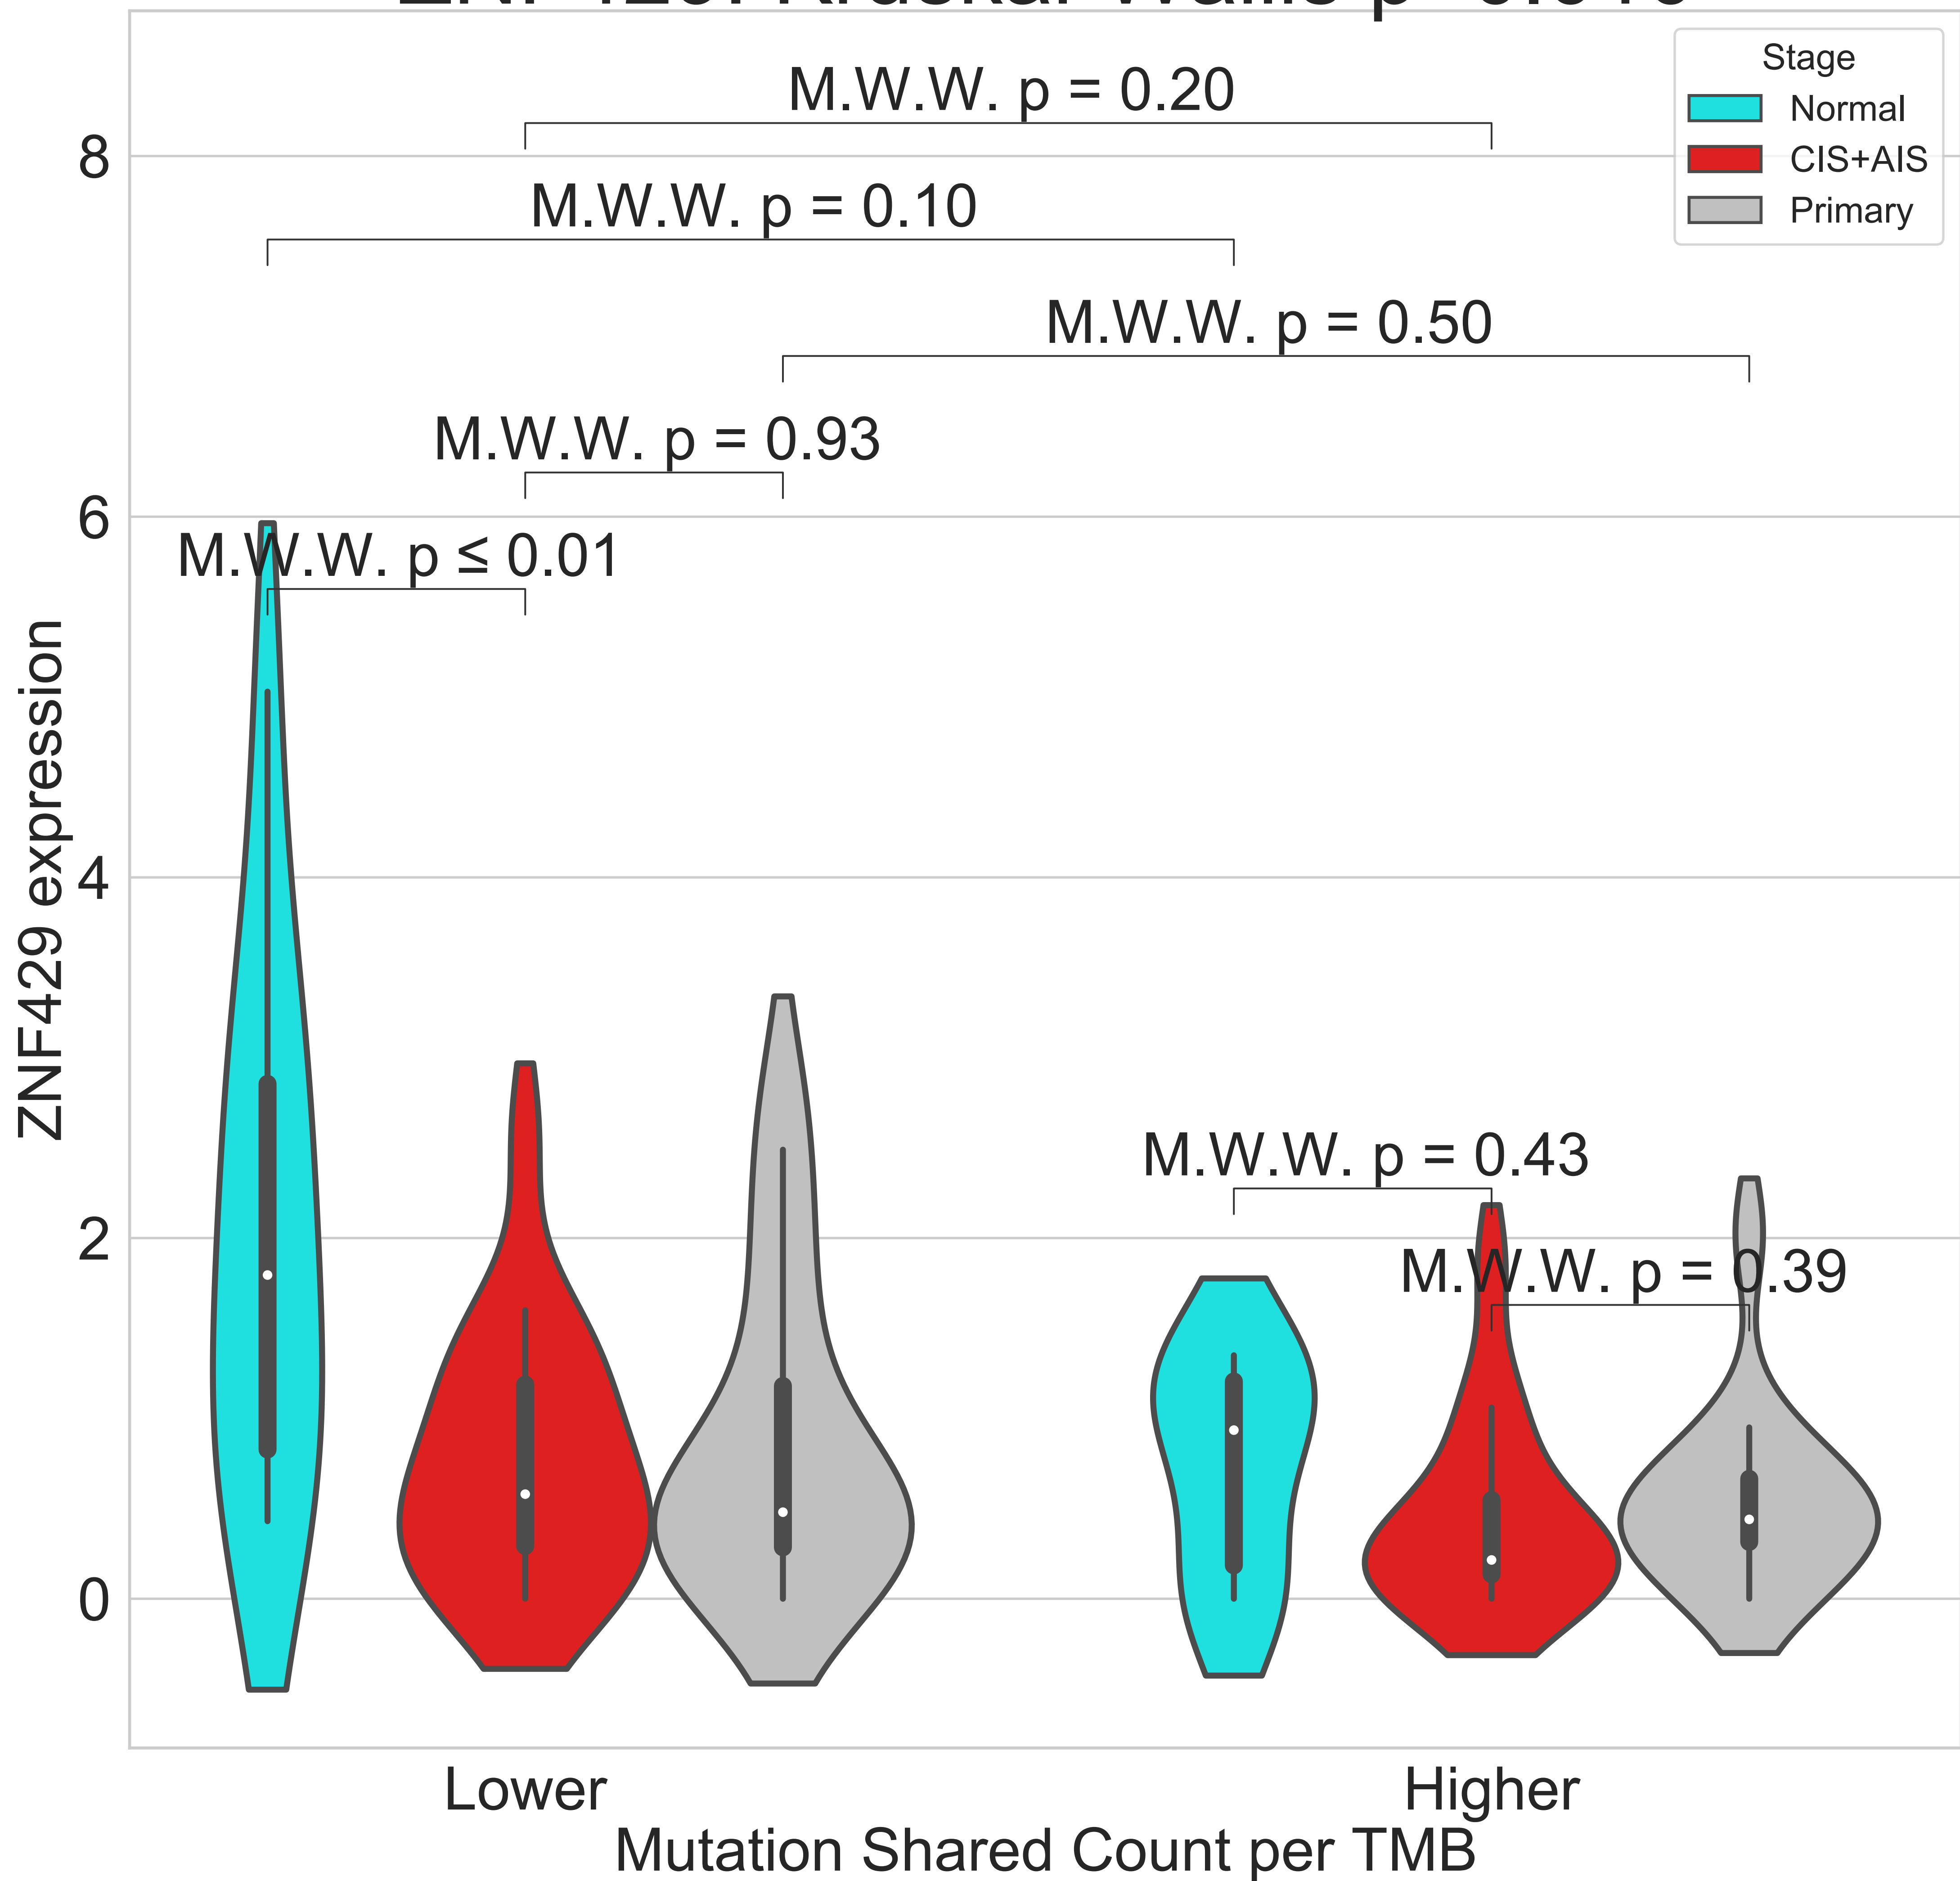 Stage
Normal
CIS+AIS
Primary
M.W.W. p = 0.20
M.W.W. p = 0.10
M.W.W. p = 0.50
M.W.W. p = 0.93
M.W.W. p ≤ 0.01
M.W.W. p = 0.43
M.W.W. p = 0.39
8
6
4
2
0
ZNF429 expression
Lower
Higher
Mutation Shared Count per TMB